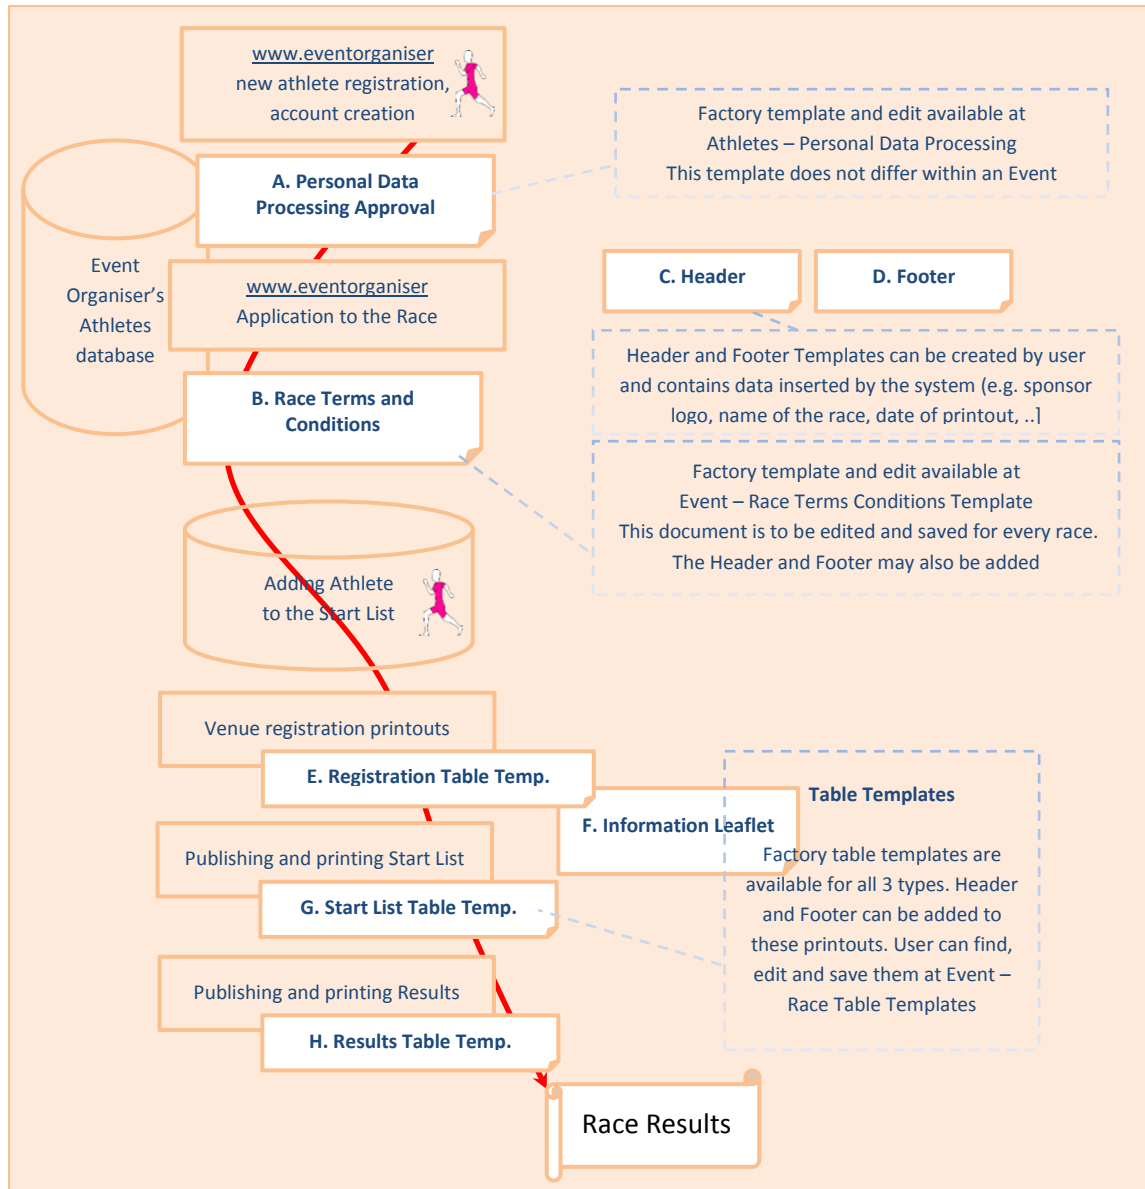 www.eventorganiser
new athlete registration,
account creation
Factory template and edit available at
Athletes – Personal Data Processing
This template does not differ within an Event
A. Personal Data
Processing Approval
Event
Organiser's
Athletes
database
www.eventorganiser
Application to the Race
C. Header
D. Footer
Header and Footer Templates can be created by user
and contains data inserted by the system (e.g. sponsor
logo, name of the race, date of printout, ..]
B. Race Terms and
Conditions
Factory template and edit available at
Event – Race Terms Conditions Template
This document is to be edited and saved for every race.
The Header and Footer may also be added
Adding Athlete
to the Start List
Venue registration printouts
E. Registration Table Temp.
F. Information Leaflet
Table Templates
Factory table templates are
available for all 3 types. Header
and Footer can be added to
these printouts. User can find,
edit and save them at Event –
Race Table Templates
Publishing and printing Start List
G. Start List Table Temp.
Publishing and printing Results
H. Results Table Temp.
Race Results